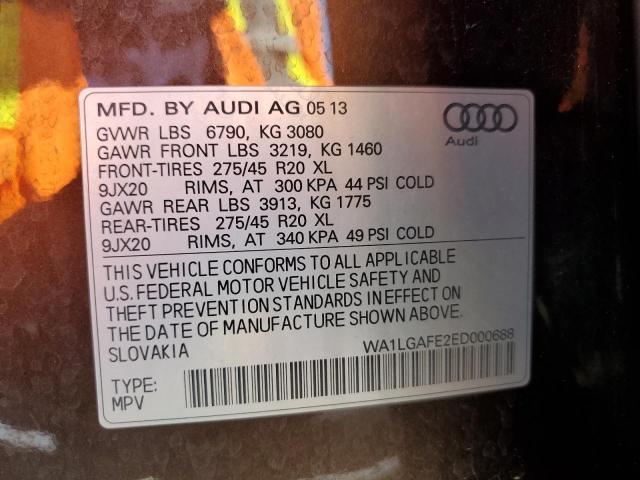 MFD. BY AUDI AG 05 13
Audi
GVWR LBS 6790, KG 3080
GAWR FRONT LBS 3219, KG 1460
FRONT-TIRES 275/45 R20 XL
9JX20 RIMS, AT 300 KPA 44 PSI COLD
GAWR REAR LBS 3913, KG 1775
REAR-TIRES 275/45 R20 XL
9JX20 RIMS, AT 340 KPA 49 PSI COLD
THIS VEHICLE CONFORMS TO ALL APPLICABLE
U.S. FEDERAL MOTOR VEHICLE SAFETY AND
THEFT PREVENTION STANDARDS IN EFFECT ON
THE DATE OF MANUFACTURE SHOWN ABOVE.
SLOVAKIA WA1LGAFE2ED000688
TYPE:
MPV